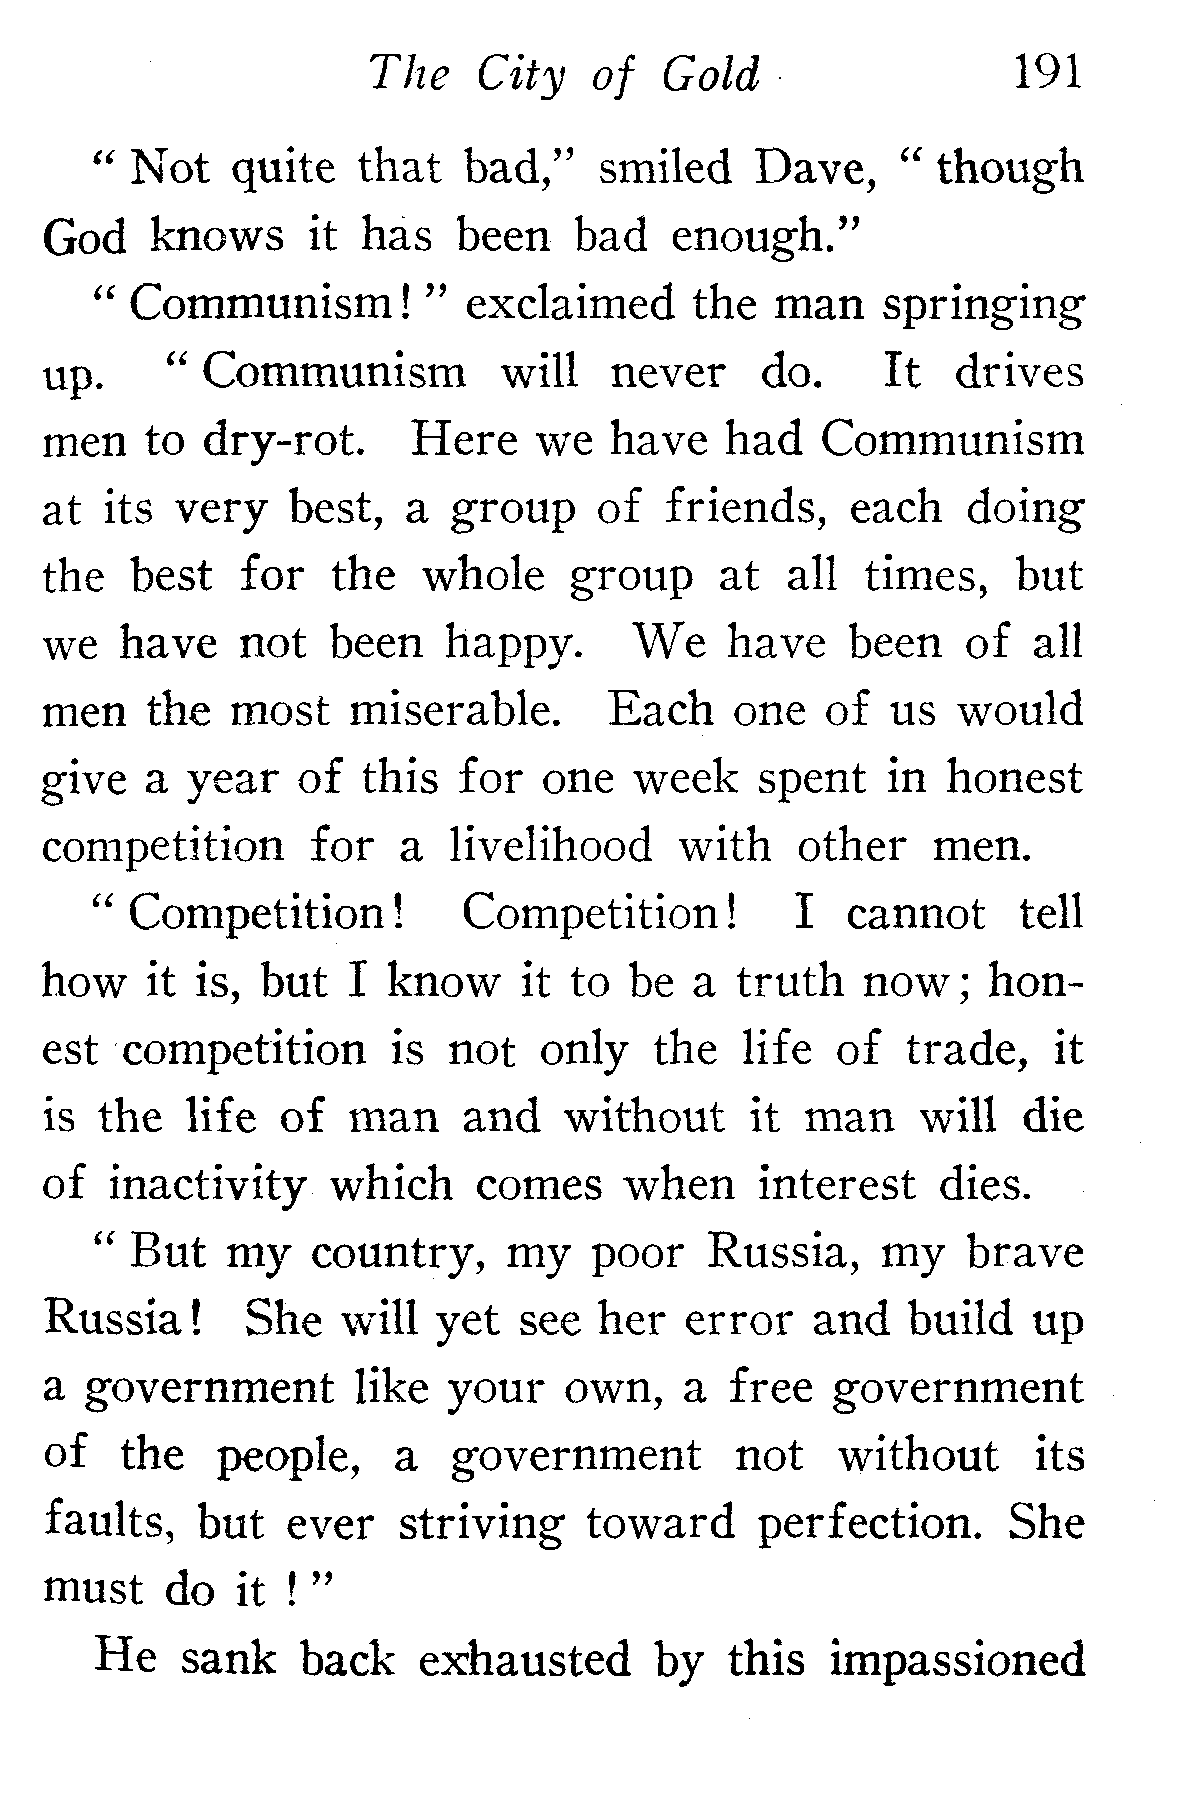 The City of Gold 191
“ Not quite that bad,” smiled Dave, “ though
God knows it has been bad enough.”
“ Communism! ” exclaimed the man springing
up. “ Communism will never do. It drives
men to dry-rot. Here we have had Communism
at its very best, a group of friends, each doing
the best for the whole group at all times, but
we have not been happy. We have been of all
men the most miserable. Each one of us would
give a year of this for one week spent in honest
competition for a livelihood with other men.
“ Competition! Competition! I cannot tell
how it is, but I know it to be a truth now; hon-
est competition is not only the life of trade, it
is the life of man and without it man will die
of inactivity which comes when interest dies.
“ But my country, my poor Russia, my brave
Russia! She will yet see her error and build up
a government like your own, a free government
of the people, a government not without its
faults, but ever striving toward perfection. She
must do it ! ”
He sank back exhausted by this impassioned